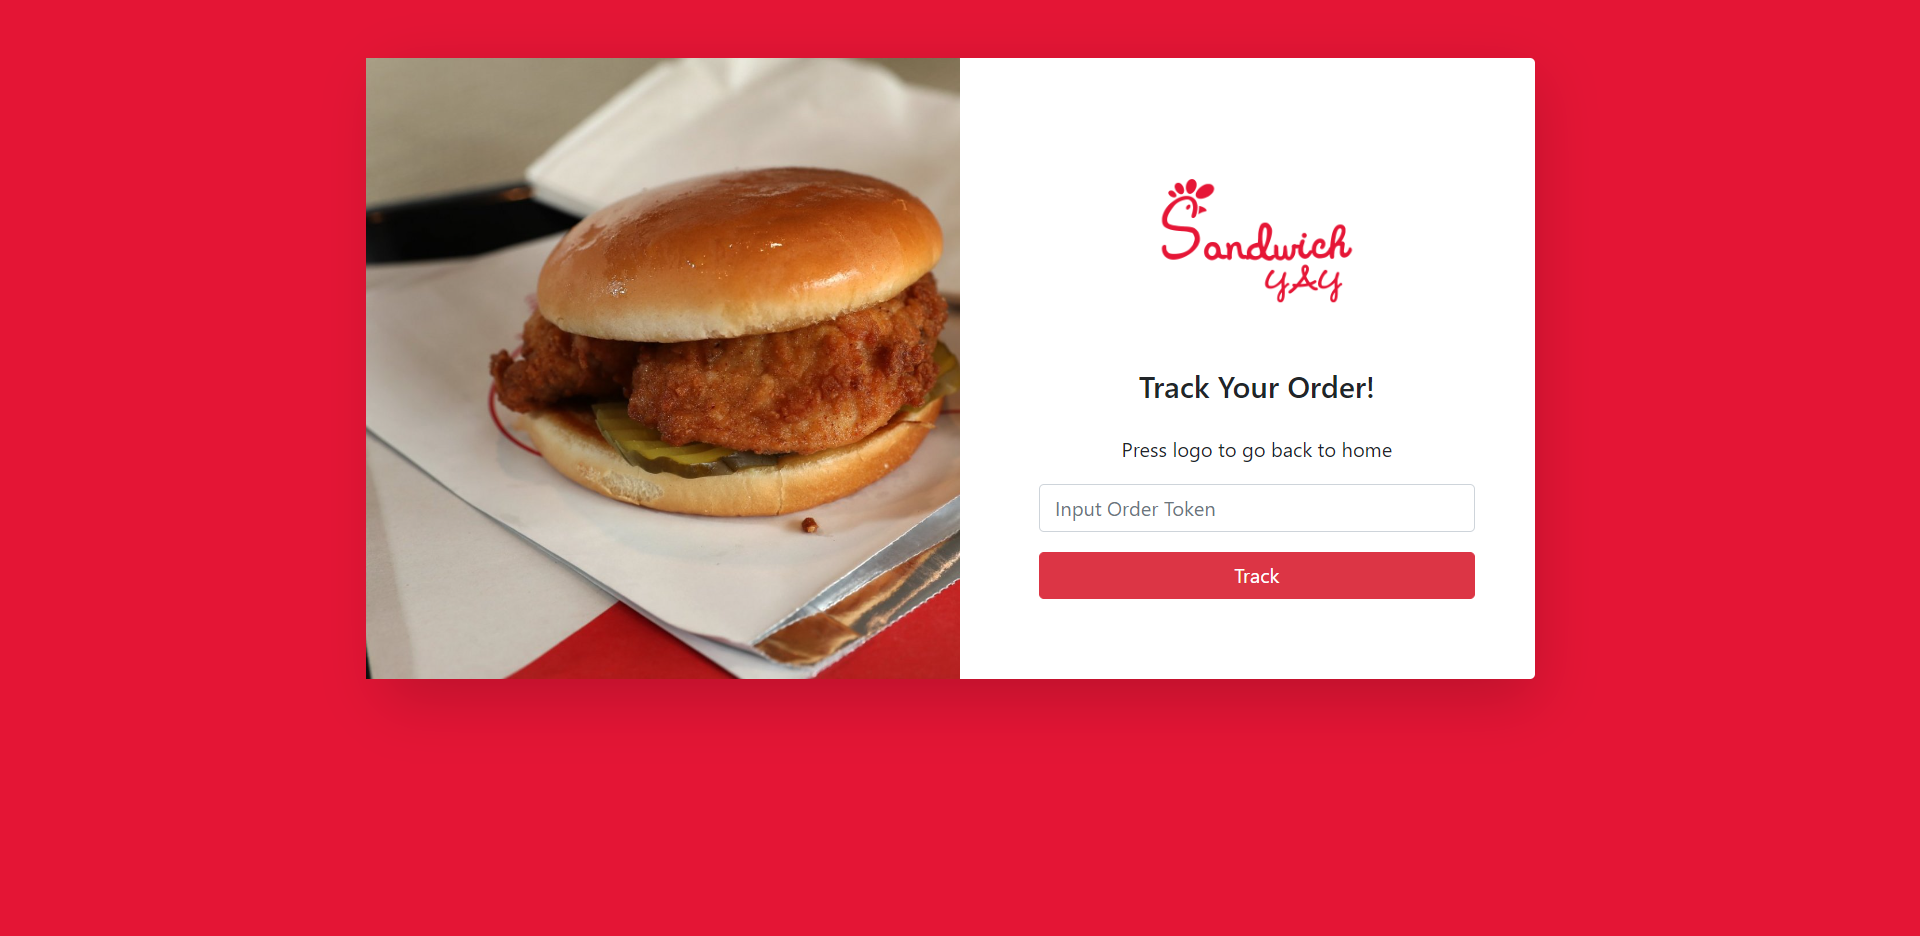 Sandwich
YAY
Track Your Order!
Press logo to go back to home
Input Order Token
Track